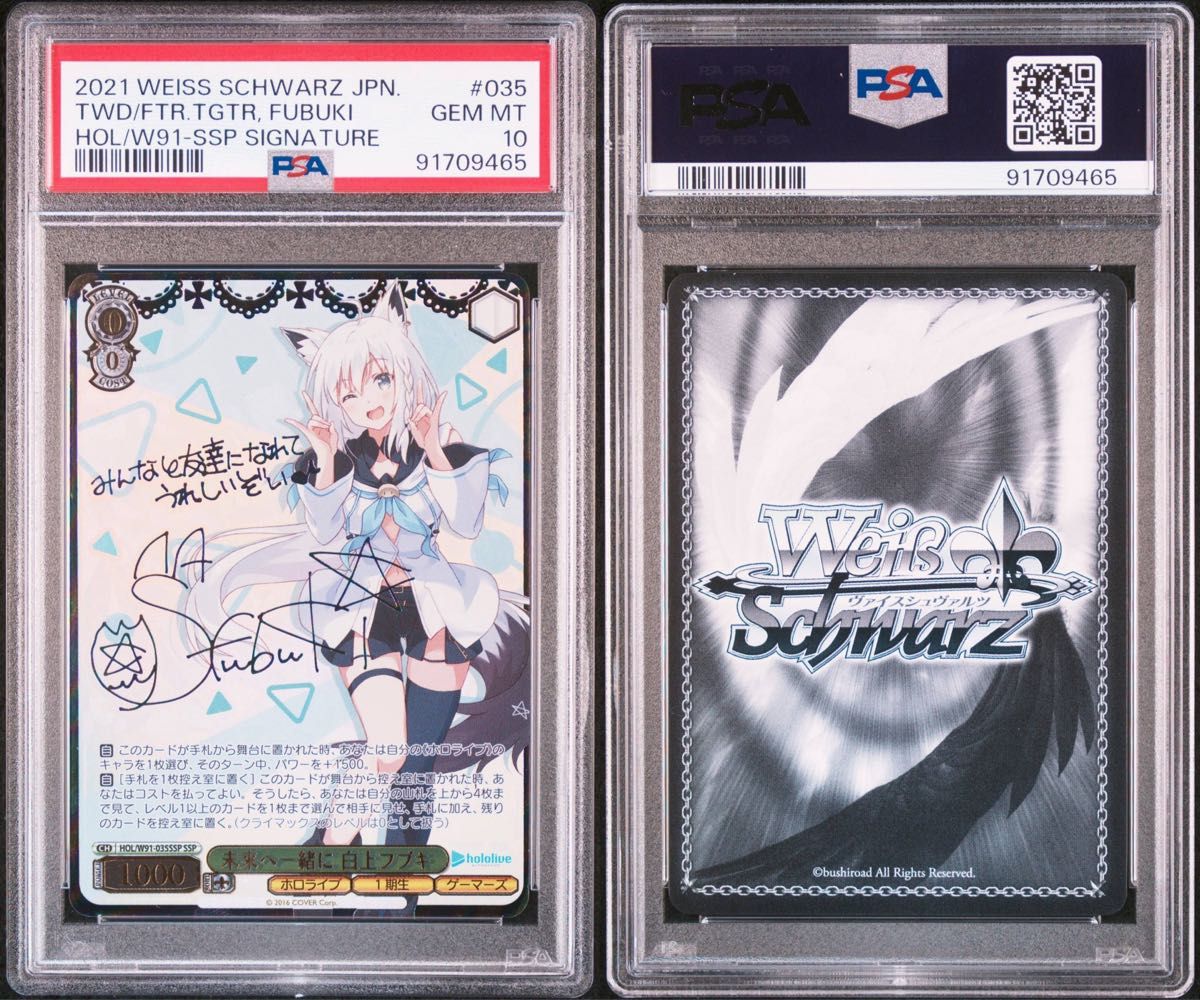 2021 WEISS SCHWARZ JPN.
#035
TWD/FTR.TGTR, FUBUKI
GEM MT
HOL/W91-SSP SIGNATURE
10
PSA
91709465
LEVEL
0
0
COST
みんなと友達になれて
うれしいぞい
Fubuki
自 このカードが手札から舞台に置かれた時、あなたは自分の《ホロライブ》の
キャラを1枚選び、そのターン中、パワーを+1500。
自 [手札を1枚控え室に置く] このカードが舞台から控え室に置かれた時、あ
なたはコストを払ってよい。そうしたら、あなたは自分の山札を上から4枚ま
で見て、レベル1以上のカードを1枚まで選んで相手に見せ、手札に加え、残り
のカードを控え室に置く。(クライマックスのレベルは0として扱う)
CH HOL/W91-035SSP SSP
1000
未来へ一緒に 白上フブキ
hololive
ホロライブ
1期生
ゲーマーズ
© 2016 COVER Corp.
PSA
PSA
PSA
91709465
Weiß
ヴァイスシュヴァルツ
Schwarz
©bushiroad All Rights Reserved.
PSA